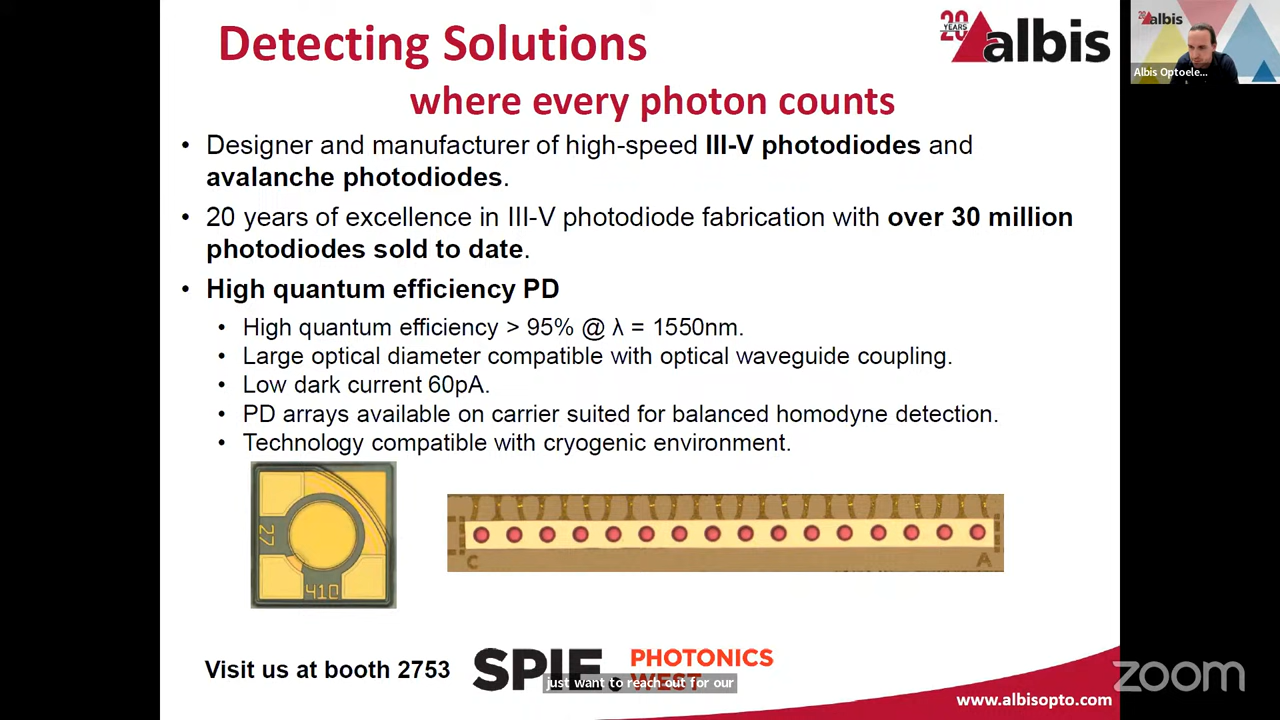 Detecting Solutions
where every photon counts
20
YEARS
albis
20 albis
Albis Optoele...
• Designer and manufacturer of high-speed III-V photodiodes and
avalanche photodiodes.
• 20 years of excellence in III-V photodiode fabrication with over 30 million
photodiodes sold to date.
• High quantum efficiency PD
• High quantum efficiency > 95% @ λ = 1550nm.
• Large optical diameter compatible with optical waveguide coupling.
• Low dark current 60pA.
• PD arrays available on carrier suited for balanced homodyne detection.
• Technology compatible with cryogenic environment.
27
410
C
A
Visit us at booth 2753
SPIE.
PHOTONICS
WEST
just want to reach out for our
zoom
www.albisopto.com